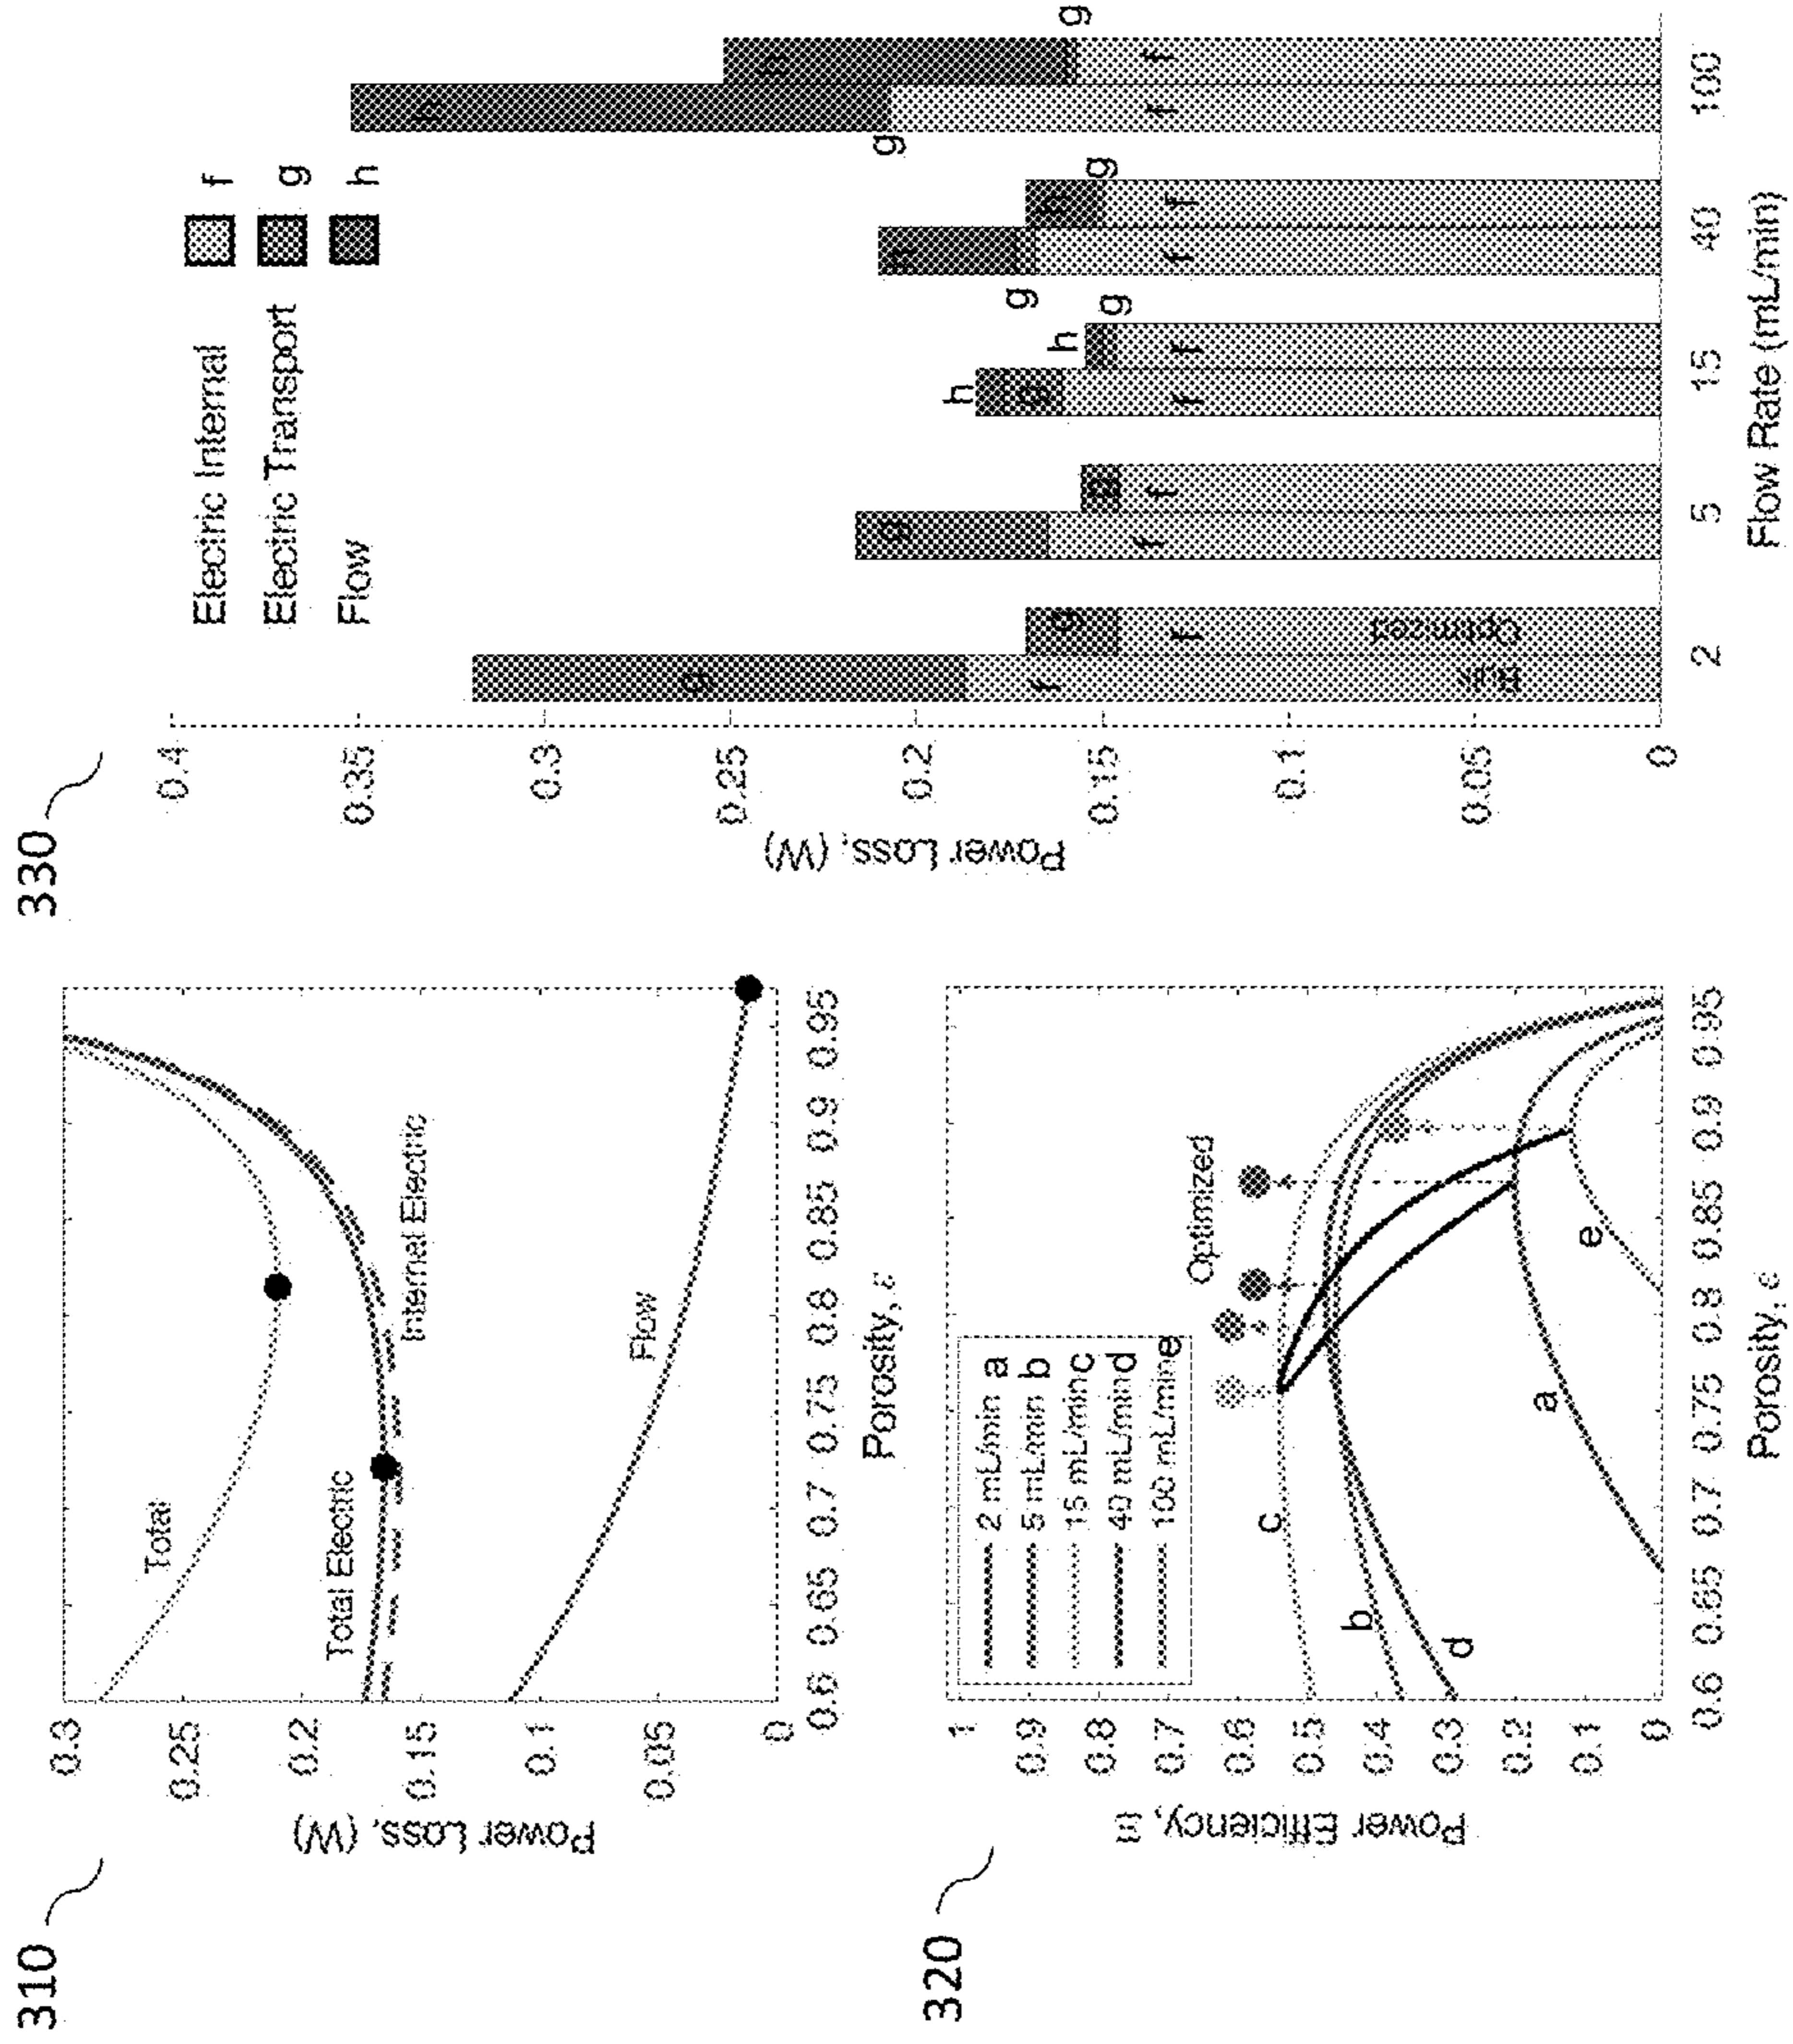 310
Power Loss, (W)
0.3
0.25
0.2
0.15
0.1
0.05
0
Total
Total Electric
Internal Electric
Flow
0.6 0.65 0.7 0.75 0.8 0.85 0.9 0.95
Porosity, ε
320
Power Efficiency, Ξ
1
0.9
0.8
0.7
0.6
0.5
0.4
0.3
0.2
0.1
0
2 mL/min a
5 mL/min b
15 mL/min c
40 mL/min d
100 mL/min e
Optimized
c
b
d
a
e
0.6 0.65 0.7 0.75 0.8 0.85 0.9 0.95
Porosity, ε
330
Power Loss, (W)
0.4
0.35
0.3
0.25
0.2
0.15
0.1
0.05
0
Electric Internal f
Electric Transport g
Flow h
g
f
Bulk
g
f
Optimized
g
f
f
h
g
f
h
g
f
h
g
f
h
g
f
h
g
f
h
g
f
2 5 15 40 100
Flow Rate (mL/min)